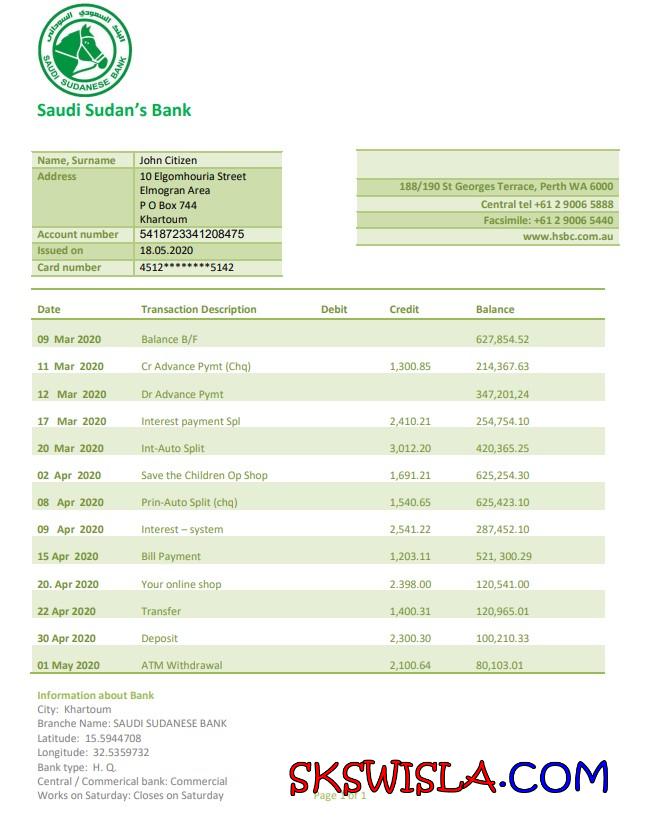 البنك السعودي السوداني
SAUDI SUDANESE BANK
Saudi Sudan’s Bank
Name, Surname John Citizen
Address 10 Elgomhouria Street
Elmogran Area
P O Box 744
Khartoum
Account number 5418723341208475
Issued on 18.05.2020
Card number 4512********5142
188/190 St Georges Terrace, Perth WA 6000
Central tel +61 2 9006 5888
Facsimile: +61 2 9006 5440
www.hsbc.com.au
Date Transaction Description Debit Credit Balance
09 Mar 2020 Balance B/F 627,854.52
11 Mar 2020 Cr Advance Pymt (Chq) 1,300.85 214,367.63
12 Mar 2020 Dr Advance Pymt 347,201,24
17 Mar 2020 Interest payment Spl 2,410.21 254,754.10
20 Mar 2020 Int-Auto Split 3,012.20 420,365.25
02 Apr 2020 Save the Children Op Shop 1,691.21 625,254.30
08 Apr 2020 Prin-Auto Split (chq) 1,540.65 625,423.10
09 Apr 2020 Interest – system 2,541.22 287,452.10
15 Apr 2020 Bill Payment 1,203.11 521, 300.29
20. Apr 2020 Your online shop 2.398.00 120,541.00
22 Apr 2020 Transfer 1,400.31 120,965.01
30 Apr 2020 Deposit 2,300.30 100,210.33
01 May 2020 ATM Withdrawal 2,100.64 80,103.01
Information about Bank
City: Khartoum
Branche Name: SAUDI SUDANESE BANK
Latitude: 15.5944708
Longitude: 32.5359732
Bank type: H. Q.
Central / Commerical bank: Commercial
Works on Saturday: Closes on Saturday
Page 1 of 1
SKSWISLA.COM